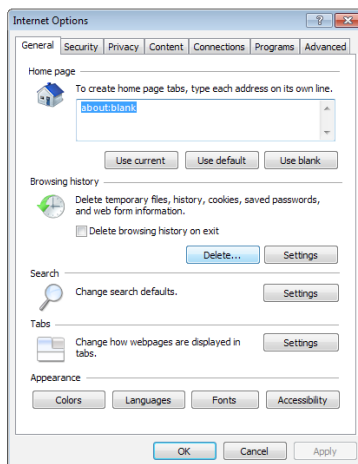 Internet Options
General Security Privacy Content Connections Programs Advanced
Home page
To create home page tabs, type each address on its own line.
about:blank
Use current Use default Use blank
Browsing history
Delete temporary files, history, cookies, saved passwords,
and web form information.
Delete browsing history on exit
Delete... Settings
Search
Change search defaults. Settings
Tabs
Change how webpages are displayed in
tabs.
Settings
Appearance
Colors Languages Fonts Accessibility
OK Cancel Apply